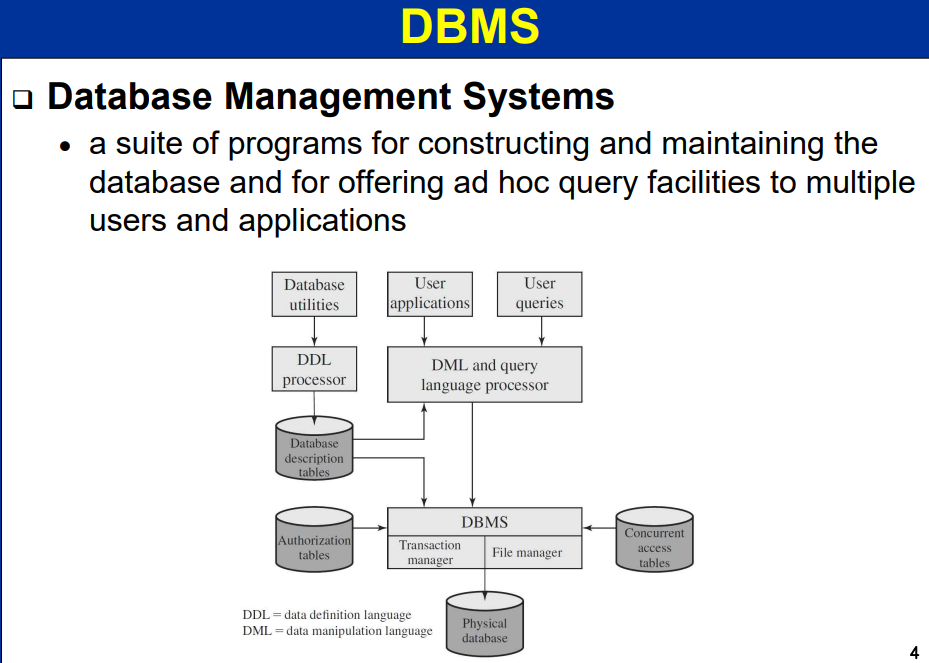 DBMS
Database Management Systems
a suite of programs for constructing and maintaining the
database and for offering ad hoc query facilities to multiple
users and applications
Database
utilities
User
applications
User
queries
DDL
processor
DML and query
language processor
Database
description
tables
Authorization
tables
DBMS
Transaction
manager
File manager
Concurrent
access
tables
Physical
database
DDL = data definition language
DML = data manipulation language
4